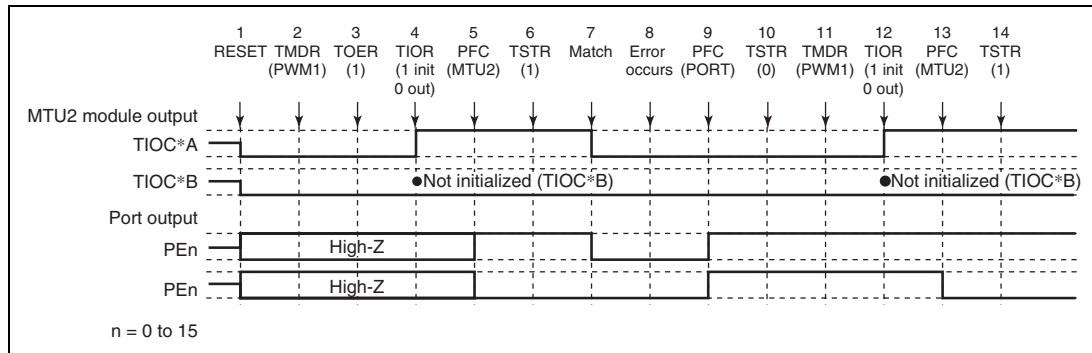 1 2 3 4 5 6 7 8 9 10 11 12 13 14
RESET TMDR TOER TIOR PFC TSTR Match Error PFC TSTR TMDR TIOR PFC TSTR
(PWM1) (1) (1 init (MTU2) (1) occurs (PORT) (0) (PWM1) (1 init (MTU2) (1)
0 out) 0 out)
MTU2 module output
TIOC*A
TIOC*B ●Not initialized (TIOC*B) ●Not initialized (TIOC*B)
Port output
PEn High-Z
PEn High-Z
n = 0 to 15